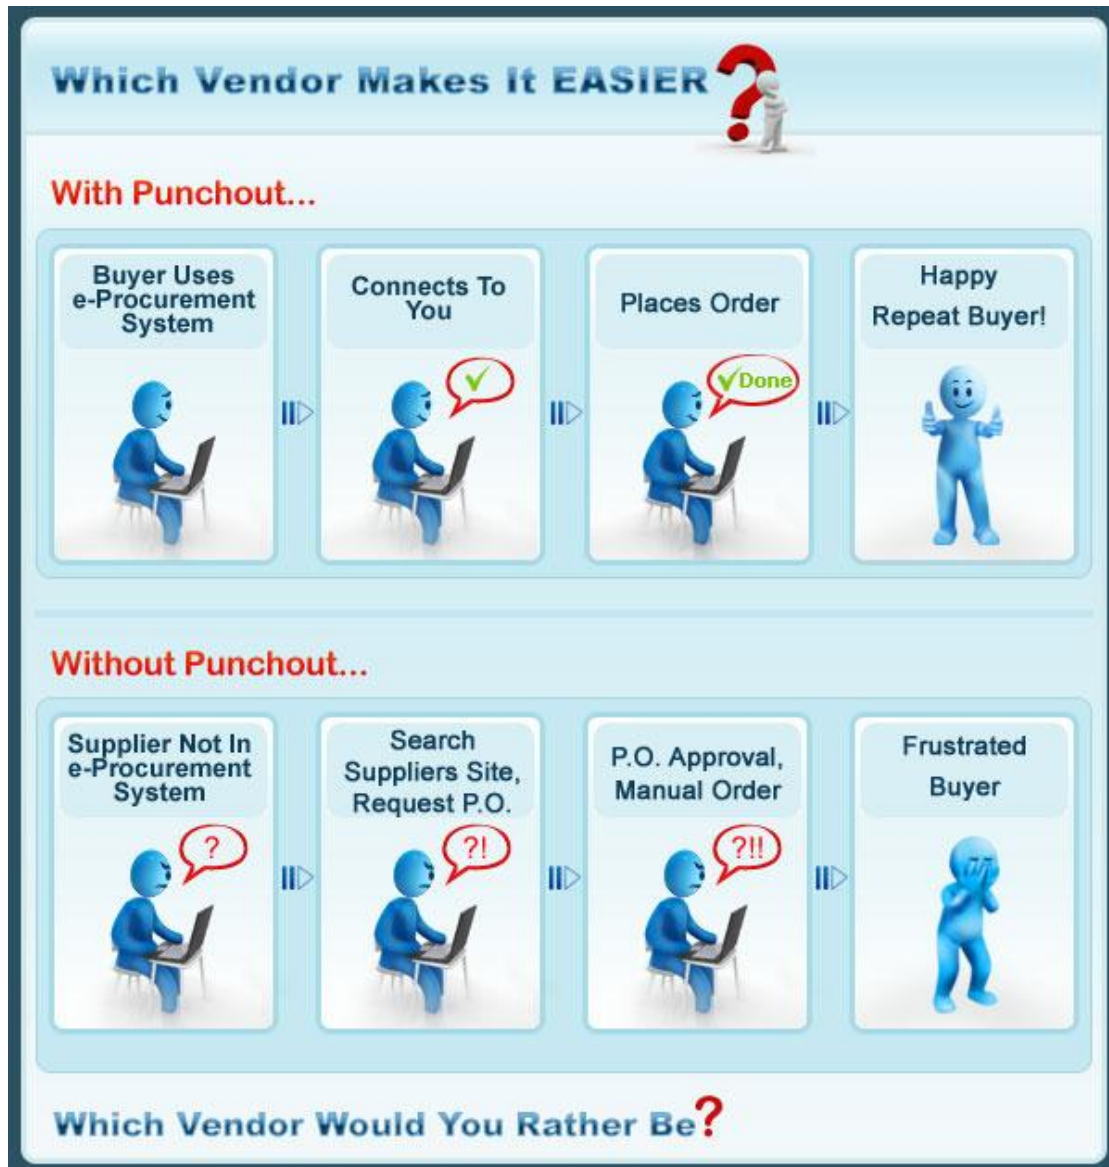 Which Vendor Makes It EASIER?
With Punchout...
Buyer Uses
e-Procurement
System
Connects To
You
✓
Places Order
✓Done
Happy
Repeat Buyer!
Without Punchout...
Supplier Not In
e-Procurement
System
?
Search
Suppliers Site,
Request P.O.
?!
P.O. Approval,
Manual Order
?!!
Frustrated
Buyer
Which Vendor Would You Rather Be?